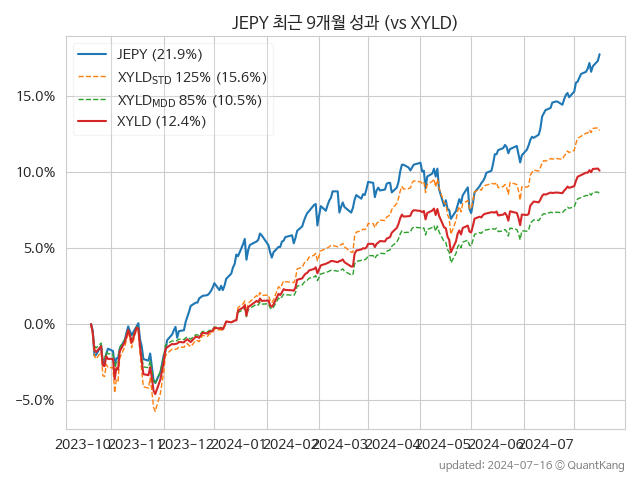 JEPY 최근 9개월 성과 (vs XYLD)
JEPY (21.9%)
XYLD_STD 125% (15.6%)
XYLD_MDD 85% (10.5%)
XYLD (12.4%)
15.0%
10.0%
5.0%
0.0%
−5.0%
2023-10 2023-11 2023-12 2024-01 2024-02 2024-03 2024-04 2024-05 2024-06 2024-07
updated: 2024-07-16 © QuantKang